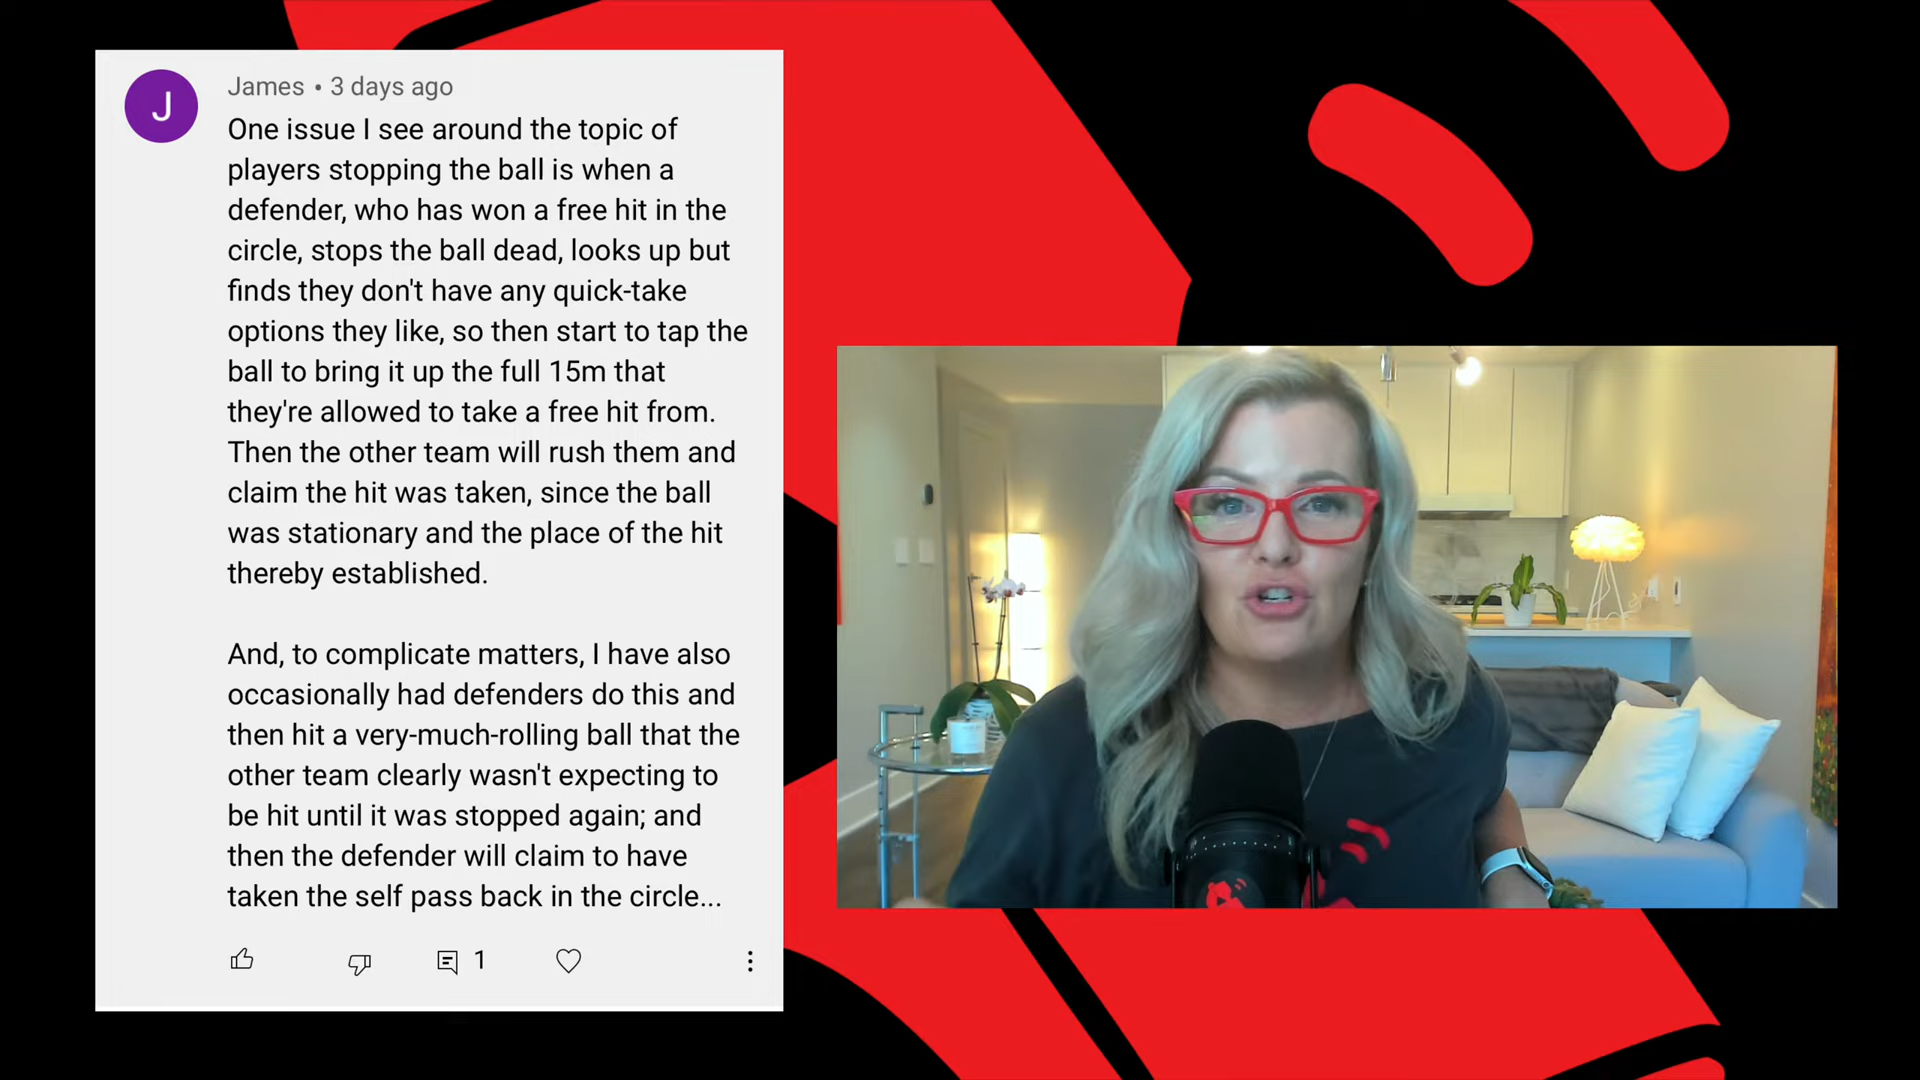 J
James • 3 days ago
One issue I see around the topic of
players stopping the ball is when a
defender, who has won a free hit in the
circle, stops the ball dead, looks up but
finds they don't have any quick-take
options they like, so then start to tap the
ball to bring it up the full 15m that
they're allowed to take a free hit from.
Then the other team will rush them and
claim the hit was taken, since the ball
was stationary and the place of the hit
thereby established.
And, to complicate matters, I have also
occasionally had defenders do this and
then hit a very-much-rolling ball that the
other team clearly wasn't expecting to
be hit until it was stopped again; and
then the defender will claim to have
taken the self pass back in the circle...
1